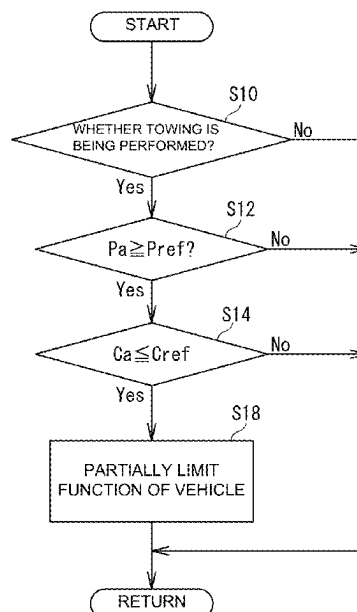 START
S10
WHETHER TOWING IS
BEING PERFORMED?
No
Yes
S12
Pa≧Pref?
No
Yes
S14
Ca≦Cref
No
Yes
S18
PARTIALLY LIMIT
FUNCTION OF VEHICLE
RETURN